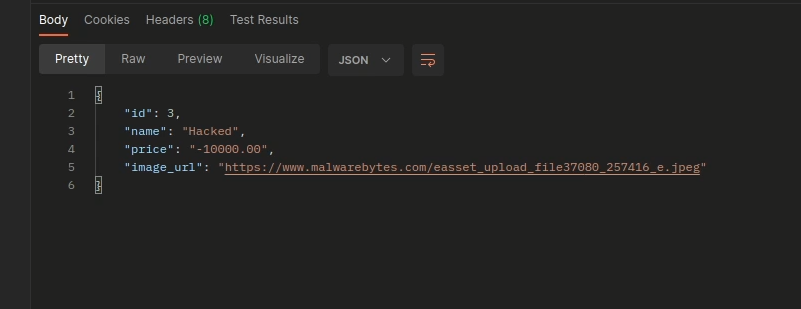 Body Cookies Headers (8) Test Results
Pretty Raw Preview Visualize JSON
1 {
2 "id": 3,
3 "name": "Hacked",
4 "price": "-10000.00",
5 "image_url": "https://www.malwarebytes.com/easset_upload_file37080_257416_e.jpeg"
6 }